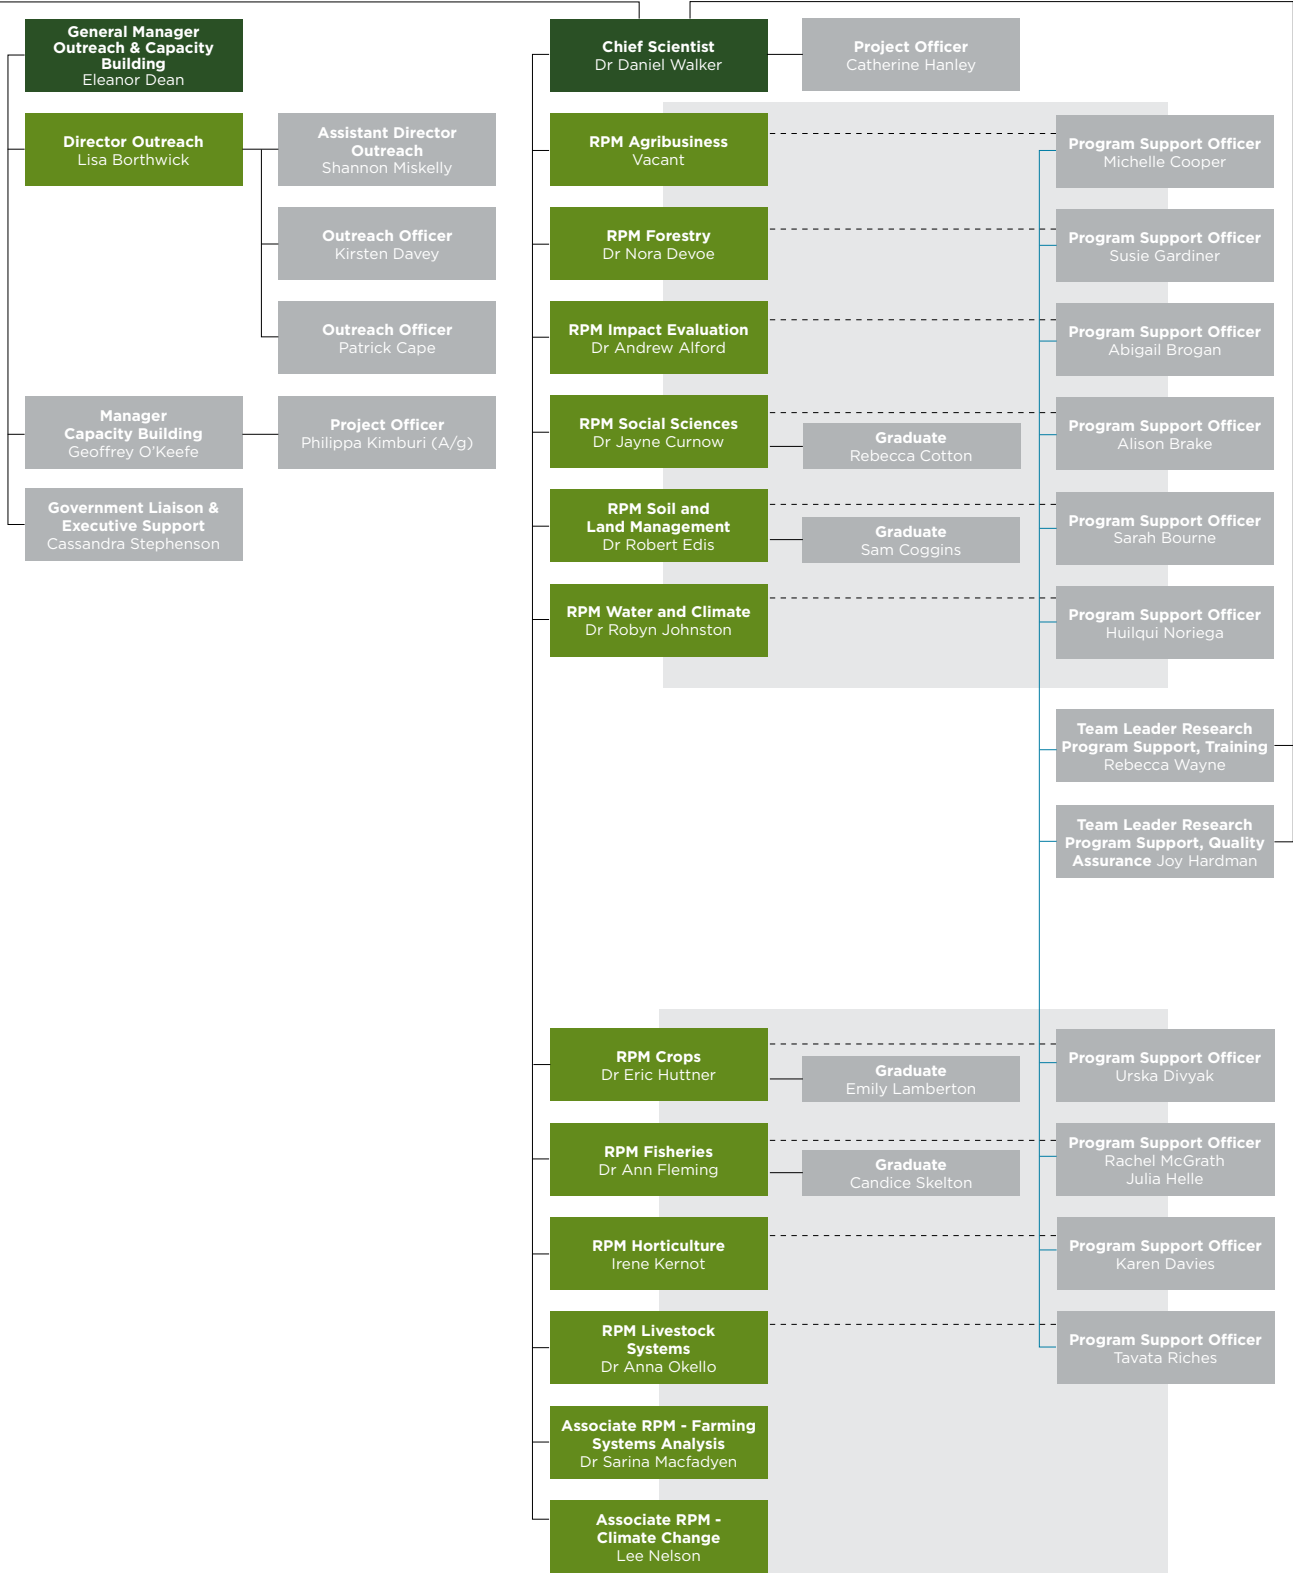 General Manager
Outreach & Capacity
Building
Eleanor Dean
Director Outreach
Lisa Borthwick
Assistant Director
Outreach
Shannon Miskelly
Outreach Officer
Kirsten Davey
Outreach Officer
Patrick Cape
Manager
Capacity Building
Geoffrey O'Keefe
Project Officer
Philippa Kimburi (A/g)
Government Liaison &
Executive Support
Cassandra Stephenson
Chief Scientist
Dr Daniel Walker
Project Officer
Catherine Hanley
RPM Agribusiness
Vacant
Program Support Officer
Michelle Cooper
RPM Forestry
Dr Nora Devoe
Program Support Officer
Susie Gardiner
RPM Impact Evaluation
Dr Andrew Alford
Program Support Officer
Abigail Brogan
RPM Social Sciences
Dr Jayne Curnow
Graduate
Rebecca Cotton
Program Support Officer
Alison Brake
RPM Soil and
Land Management
Dr Robert Edis
Graduate
Sam Coggins
Program Support Officer
Sarah Bourne
RPM Water and Climate
Dr Robyn Johnston
Program Support Officer
Huilqui Noriega
Team Leader Research
Program Support, Training
Rebecca Wayne
Team Leader Research
Program Support, Quality
Assurance Joy Hardman
RPM Crops
Dr Eric Huttner
Graduate
Emily Lamberton
Program Support Officer
Urska Divyak
RPM Fisheries
Dr Ann Fleming
Graduate
Candice Skelton
Program Support Officer
Rachel McGrath
Julia Helle
RPM Horticulture
Irene Kernot
Program Support Officer
Karen Davies
RPM Livestock
Systems
Dr Anna Okello
Program Support Officer
Tavata Riches
Associate RPM - Farming
Systems Analysis
Dr Sarina Macfadyen
Associate RPM -
Climate Change
Lee Nelson